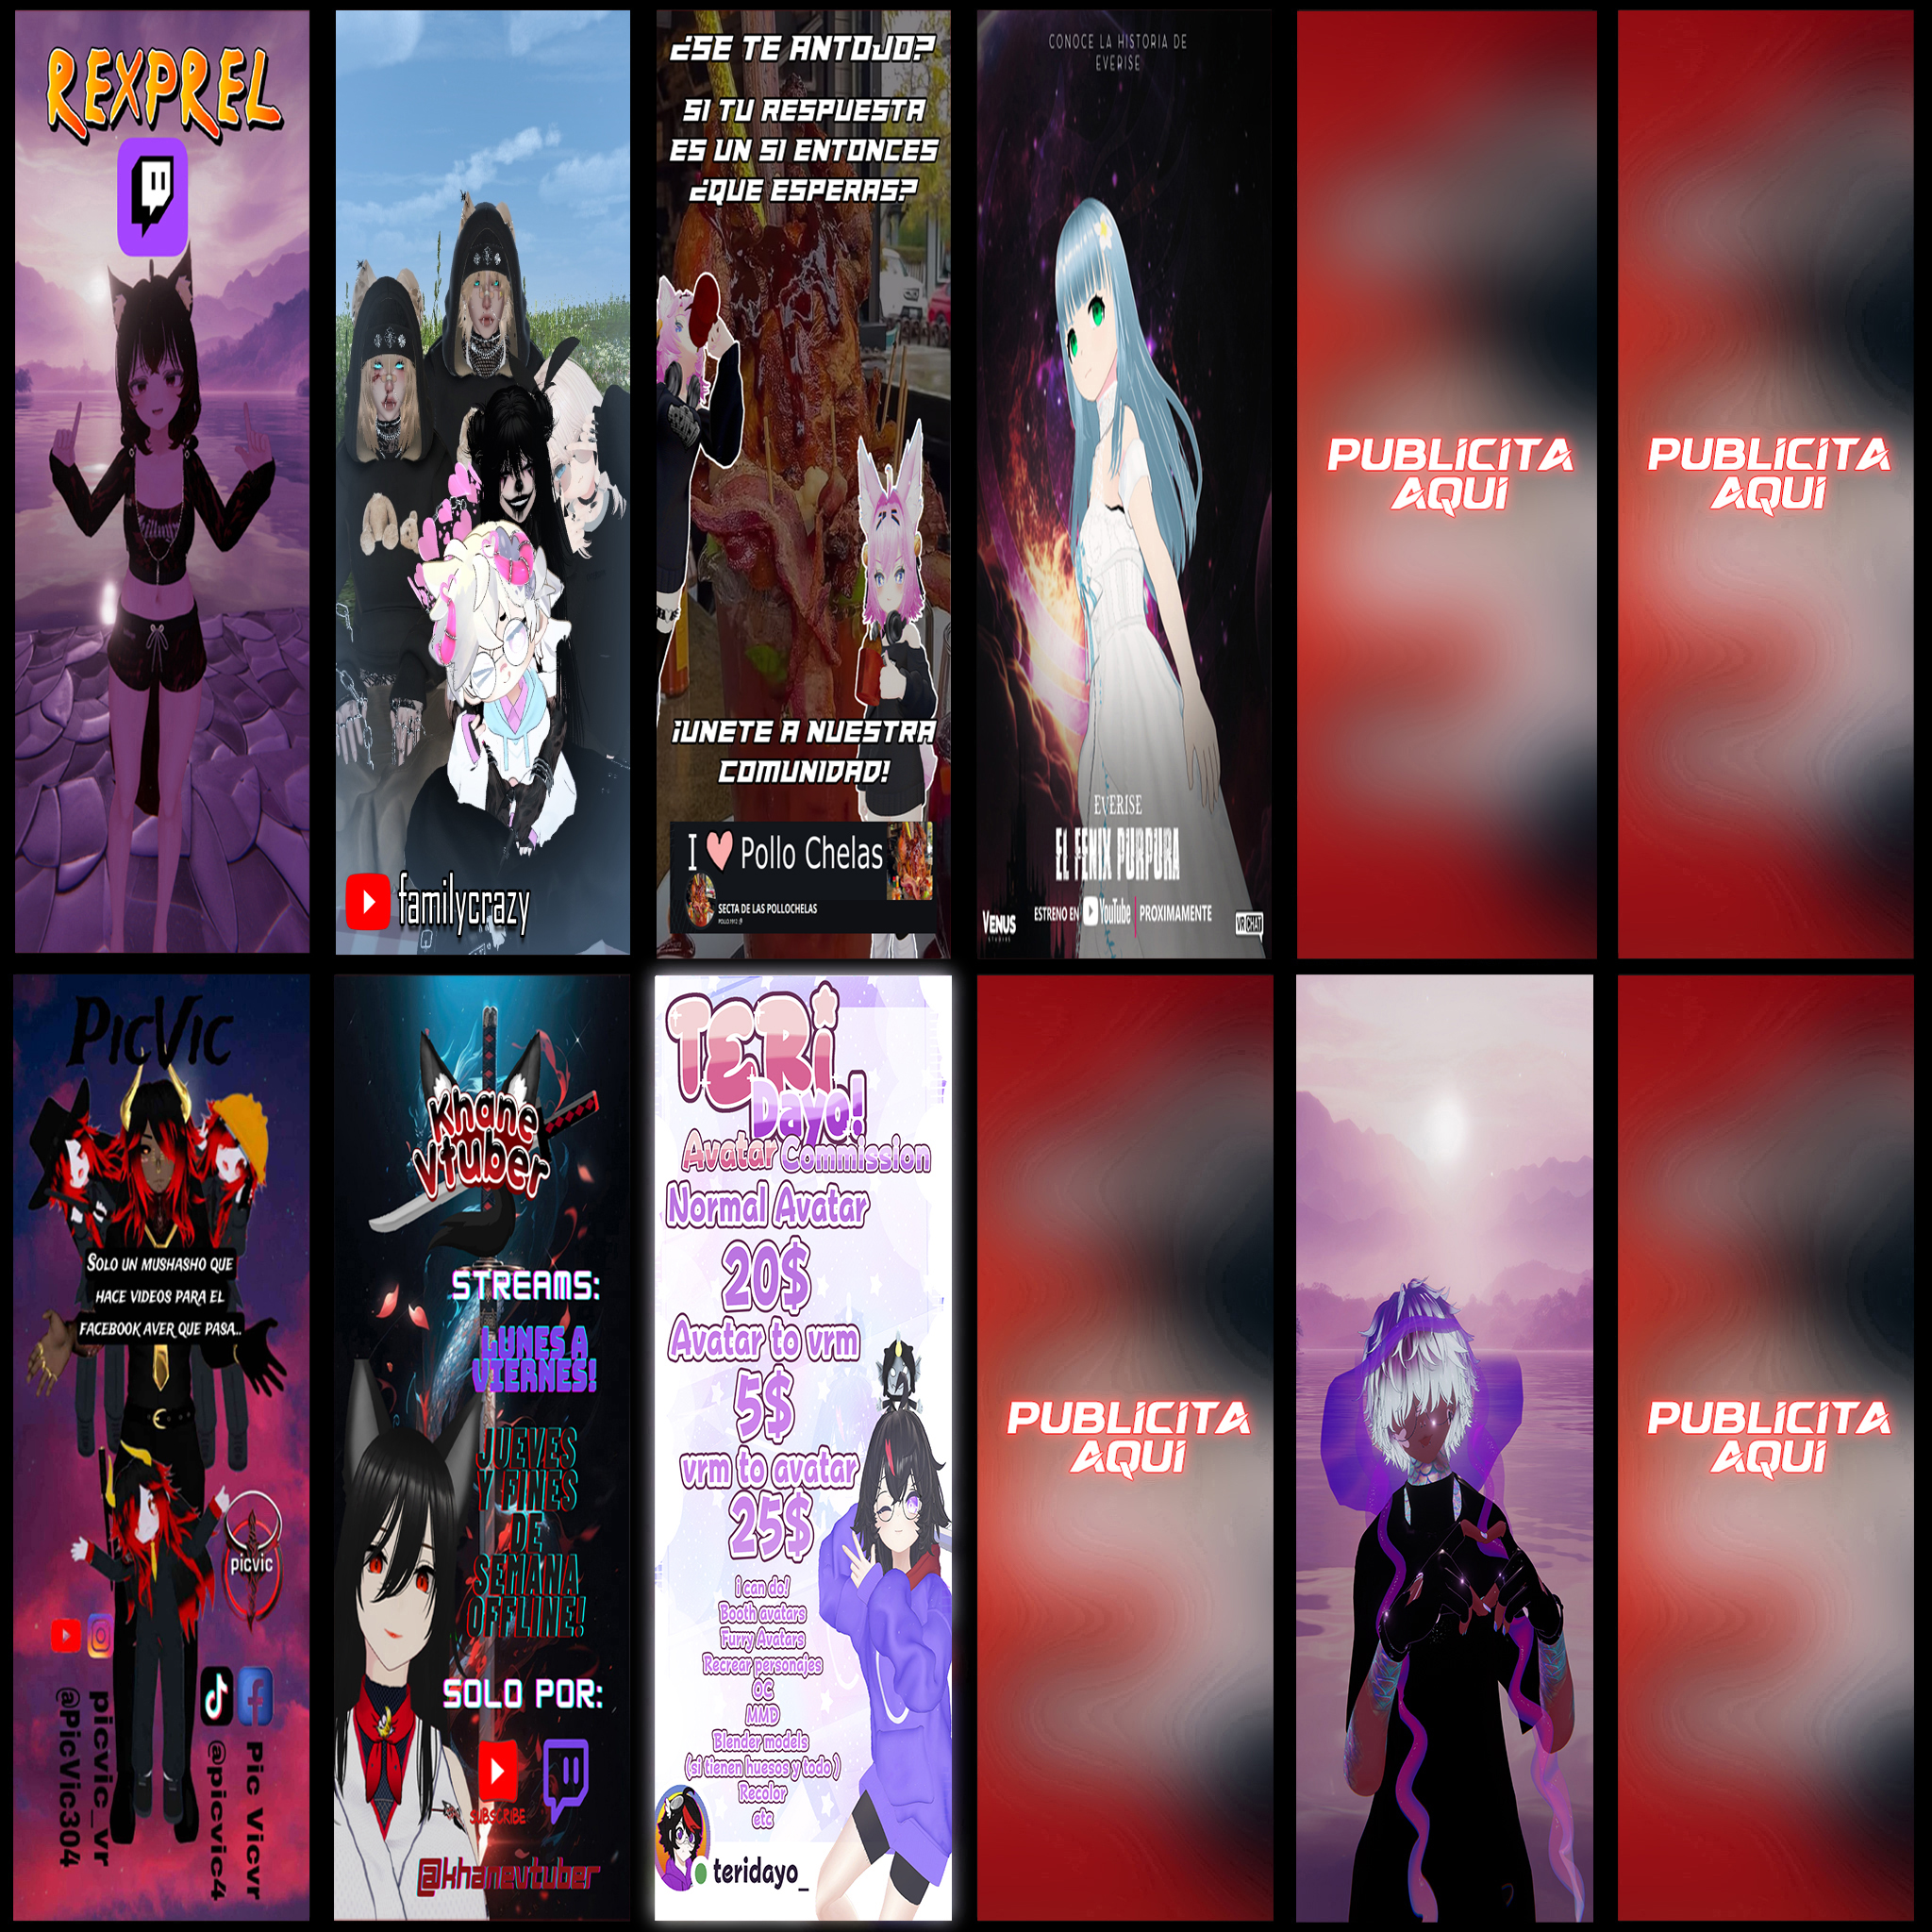 REXPREL
familycrazy
¿SE TE ANTOJO?
SI TU RESPUESTA
ES UN SI ENTONCES
¿QUE ESPERAS?
¡UNETE A NUESTRA
COMUNIDAD!
I ❤ Pollo Chelas
SECTA DE LAS POLLOCHELAS
CONOCE LA HISTORIA DE
EVERISE
EVERISE
EL FENIX PURPURA
VENUS
STUDIOS
ESTRENO EN YouTube | PROXIMAMENTE
VRCHAT
PUBLICITA
AQUI
PUBLICITA
AQUI
PICVIC
SOLO UN MUSHASHO QUE
HACE VIDEOS PARA EL
FACEBOOK AVER QUE PASA...
picvic
@PicVic304
picvic_vr
@picvic4
Pic Vicvr
Khane
Vtuber
STREAMS:
LUNES A
VIERNES!
JUEVES
Y FINES
DE
SEMANA
OFFLINE!
SOLO POR:
SUBSCRIBE
@khanevtuber
TERi
Dayo!
Avatar Commission
Normal Avatar
20$
Avatar to vrm
5$
vrm to avatar
25$
i can do!
Booth avatars
Furry Avatars
Recrear personajes
OC
MMD
Blender models
(si tienen huesos y todo )
Recolor
etc
teridayo_
PUBLICITA
AQUI
PUBLICITA
AQUI